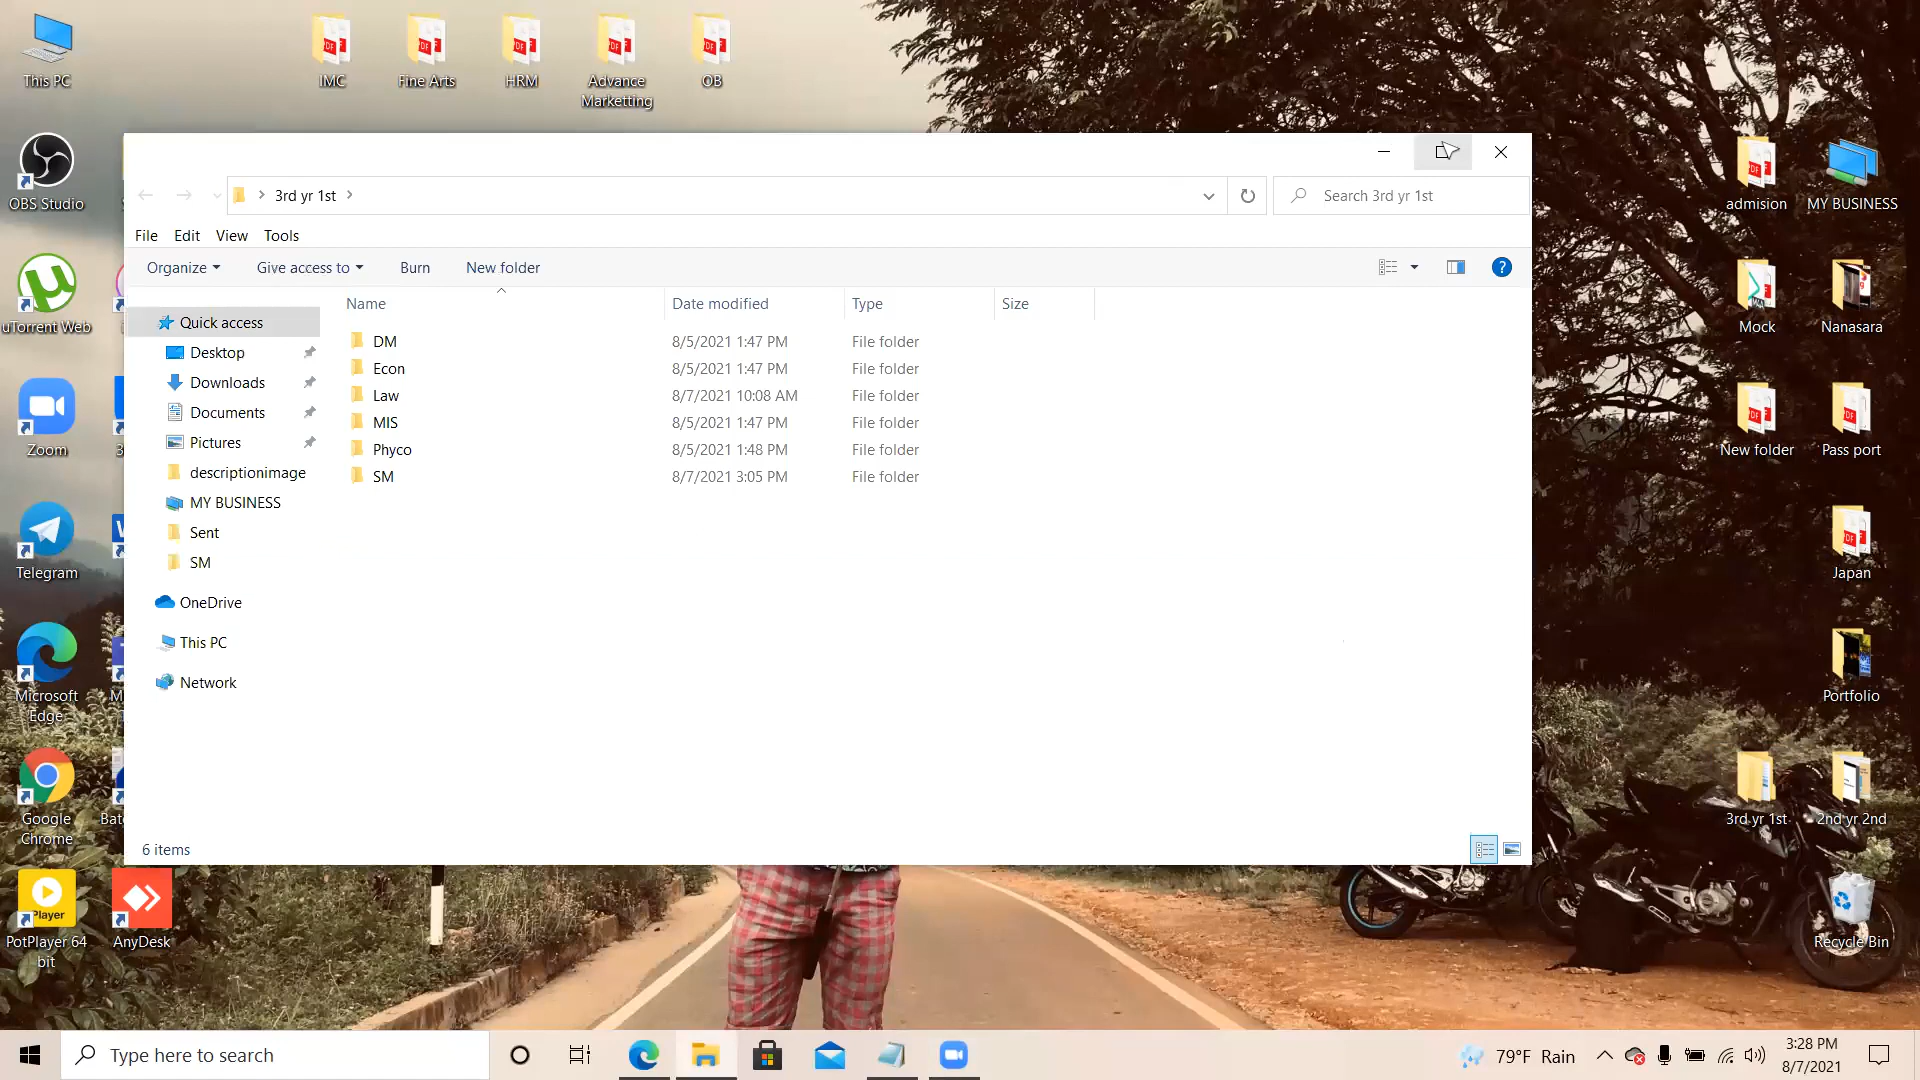 This PC
IMC
Fine Arts
HRM
Advance
Marketting
OB
OBS Studio
admision
MY BUSINESS
3rd yr 1st
Search 3rd yr 1st
File Edit View Tools
Organize Give access to Burn New folder
Name Date modified Type Size
Quick access
Desktop
Downloads
Documents
Pictures
descriptionimage
MY BUSINESS
Sent
SM
OneDrive
This PC
Network
DM 8/5/2021 1:47 PM File folder
Econ 8/5/2021 1:47 PM File folder
Law 8/7/2021 10:08 AM File folder
MIS 8/5/2021 1:47 PM File folder
Phyco 8/5/2021 1:48 PM File folder
SM 8/7/2021 3:05 PM File folder
6 items
uTorrent Web
Mock
Nanasara
Zoom
New folder
Pass port
Telegram
Japan
Microsoft
Edge
Portfolio
Google
Chrome
3rd yr 1st
2nd yr 2nd
Player
PotPlayer 64
bit
AnyDesk
Recycle Bin
Type here to search
79°F Rain
3:28 PM
8/7/2021